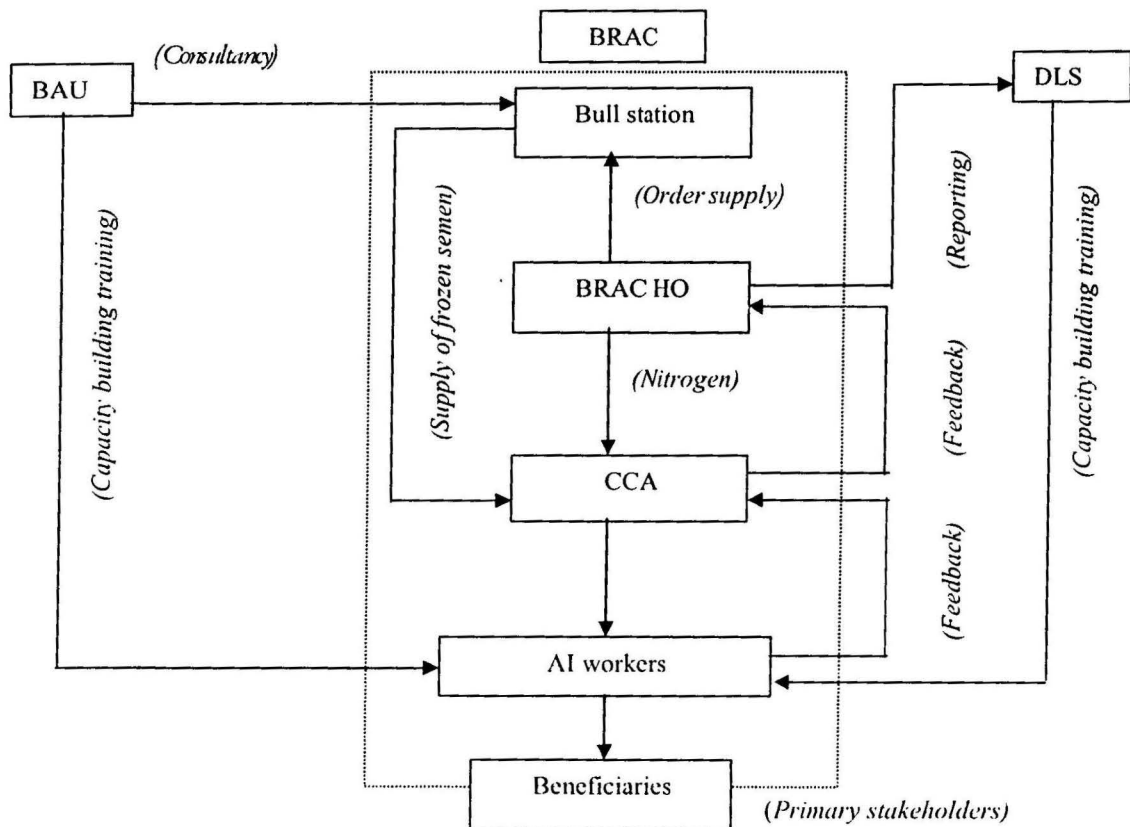 BRAC
(Consultancy)
BAU
DLS
Bull station
(Order supply)
(Reporting)
(Supply of frozen semen)
(Capacity building training)
(Capacity building training)
BRAC HO
(Nitrogen)
(Feedback)
CCA
(Feedback)
AI workers
Beneficiaries
(Primary stakeholders)